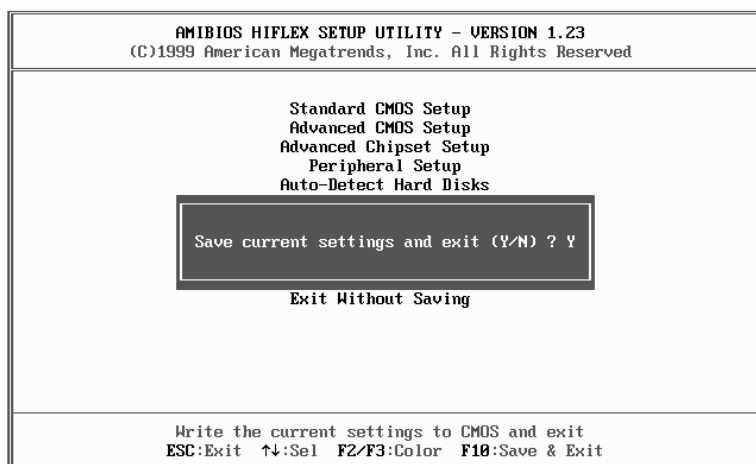 AMIBIOS HIFLEX SETUP UTILITY - VERSION 1.23
(C)1999 American Megatrends, Inc. All Rights Reserved
Standard CMOS Setup
Advanced CMOS Setup
Advanced Chipset Setup
Peripheral Setup
Auto-Detect Hard Disks
Save current settings and exit (Y/N) ? Y
Exit Without Saving
Write the current settings to CMOS and exit
ESC:Exit ↑↓:Sel F2/F3:Color F10:Save & Exit